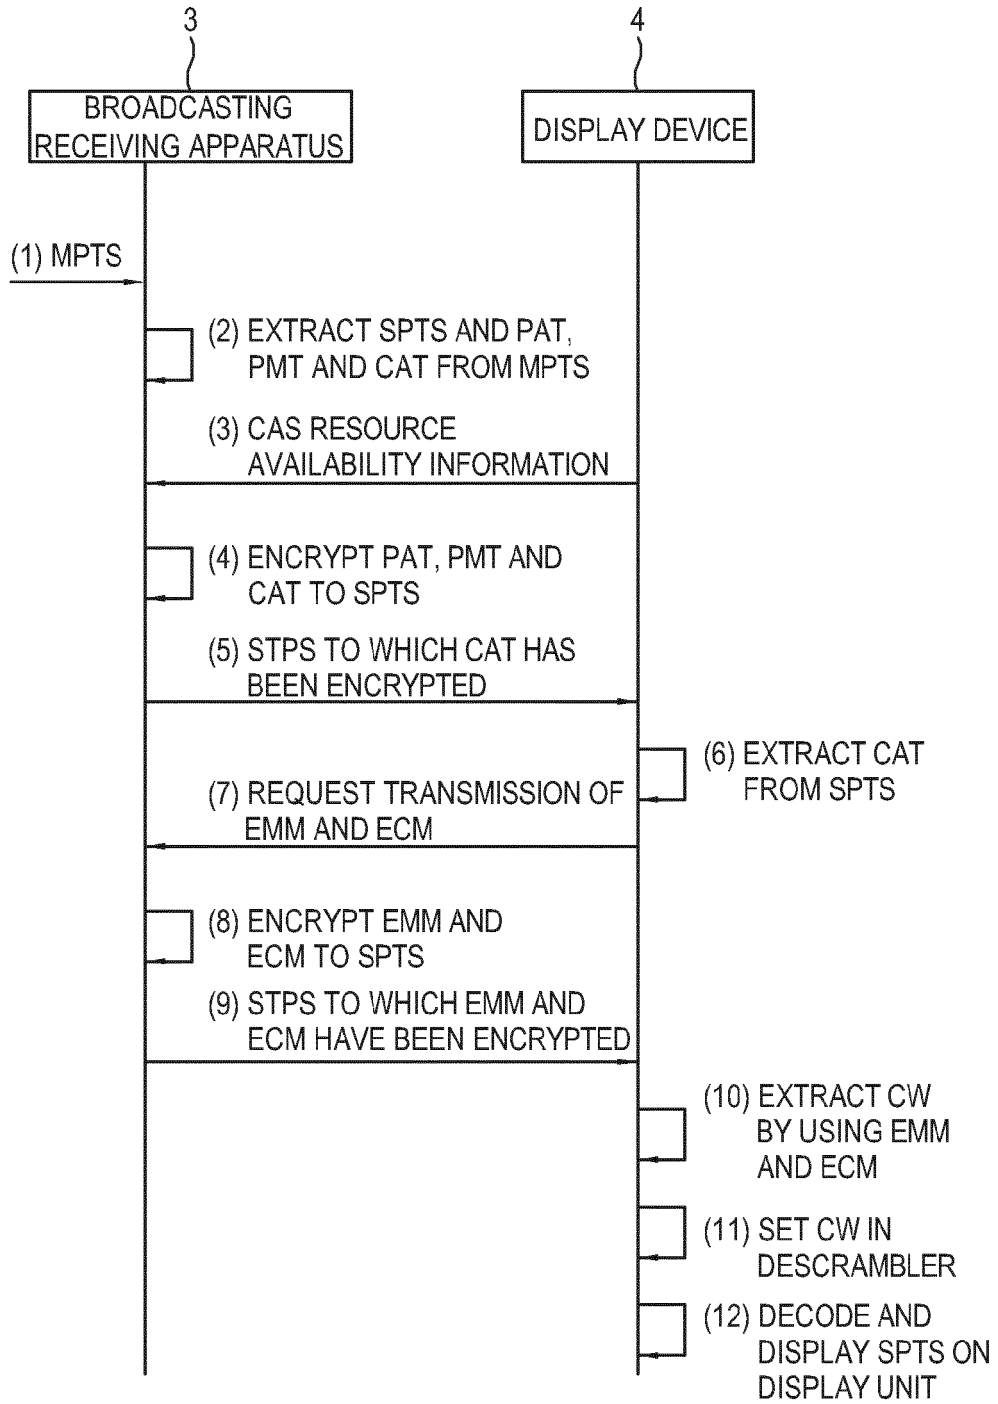 3
4
BROADCASTING
RECEIVING APPARATUS
DISPLAY DEVICE
(1) MPTS
(2) EXTRACT SPTS AND PAT,
PMT AND CAT FROM MPTS
(3) CAS RESOURCE
AVAILABILITY INFORMATION
(4) ENCRYPT PAT, PMT AND
CAT TO SPTS
(5) STPS TO WHICH CAT HAS
BEEN ENCRYPTED
(6) EXTRACT CAT
FROM SPTS
(7) REQUEST TRANSMISSION OF
EMM AND ECM
(8) ENCRYPT EMM AND
ECM TO SPTS
(9) STPS TO WHICH EMM AND
ECM HAVE BEEN ENCRYPTED
(10) EXTRACT CW
BY USING EMM
AND ECM
(11) SET CW IN
DESCRAMBLER
(12) DECODE AND
DISPLAY SPTS ON
DISPLAY UNIT